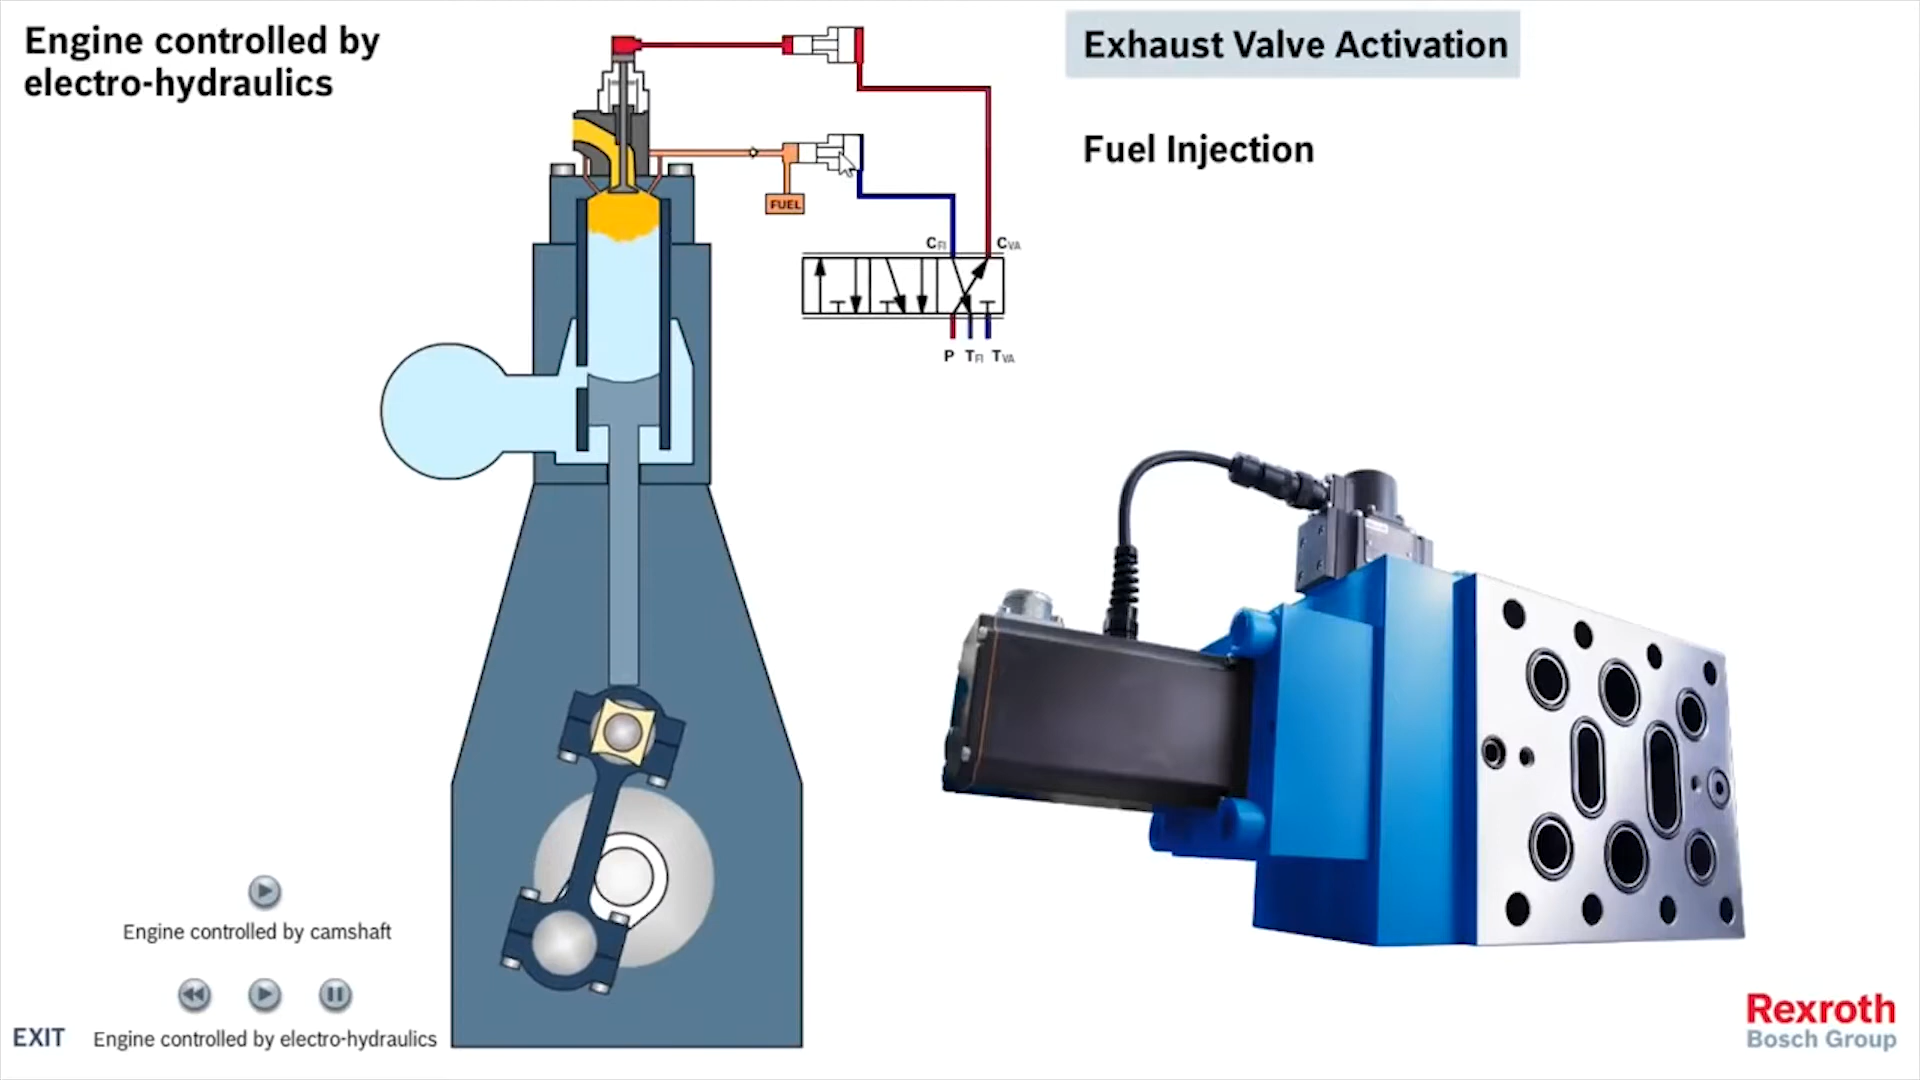 Engine controlled by
electro-hydraulics
Exhaust Valve Activation
Fuel Injection
FUEL
CFI CVA
P TFI TVA
Engine controlled by camshaft
EXIT Engine controlled by electro-hydraulics
Rexroth
Bosch Group